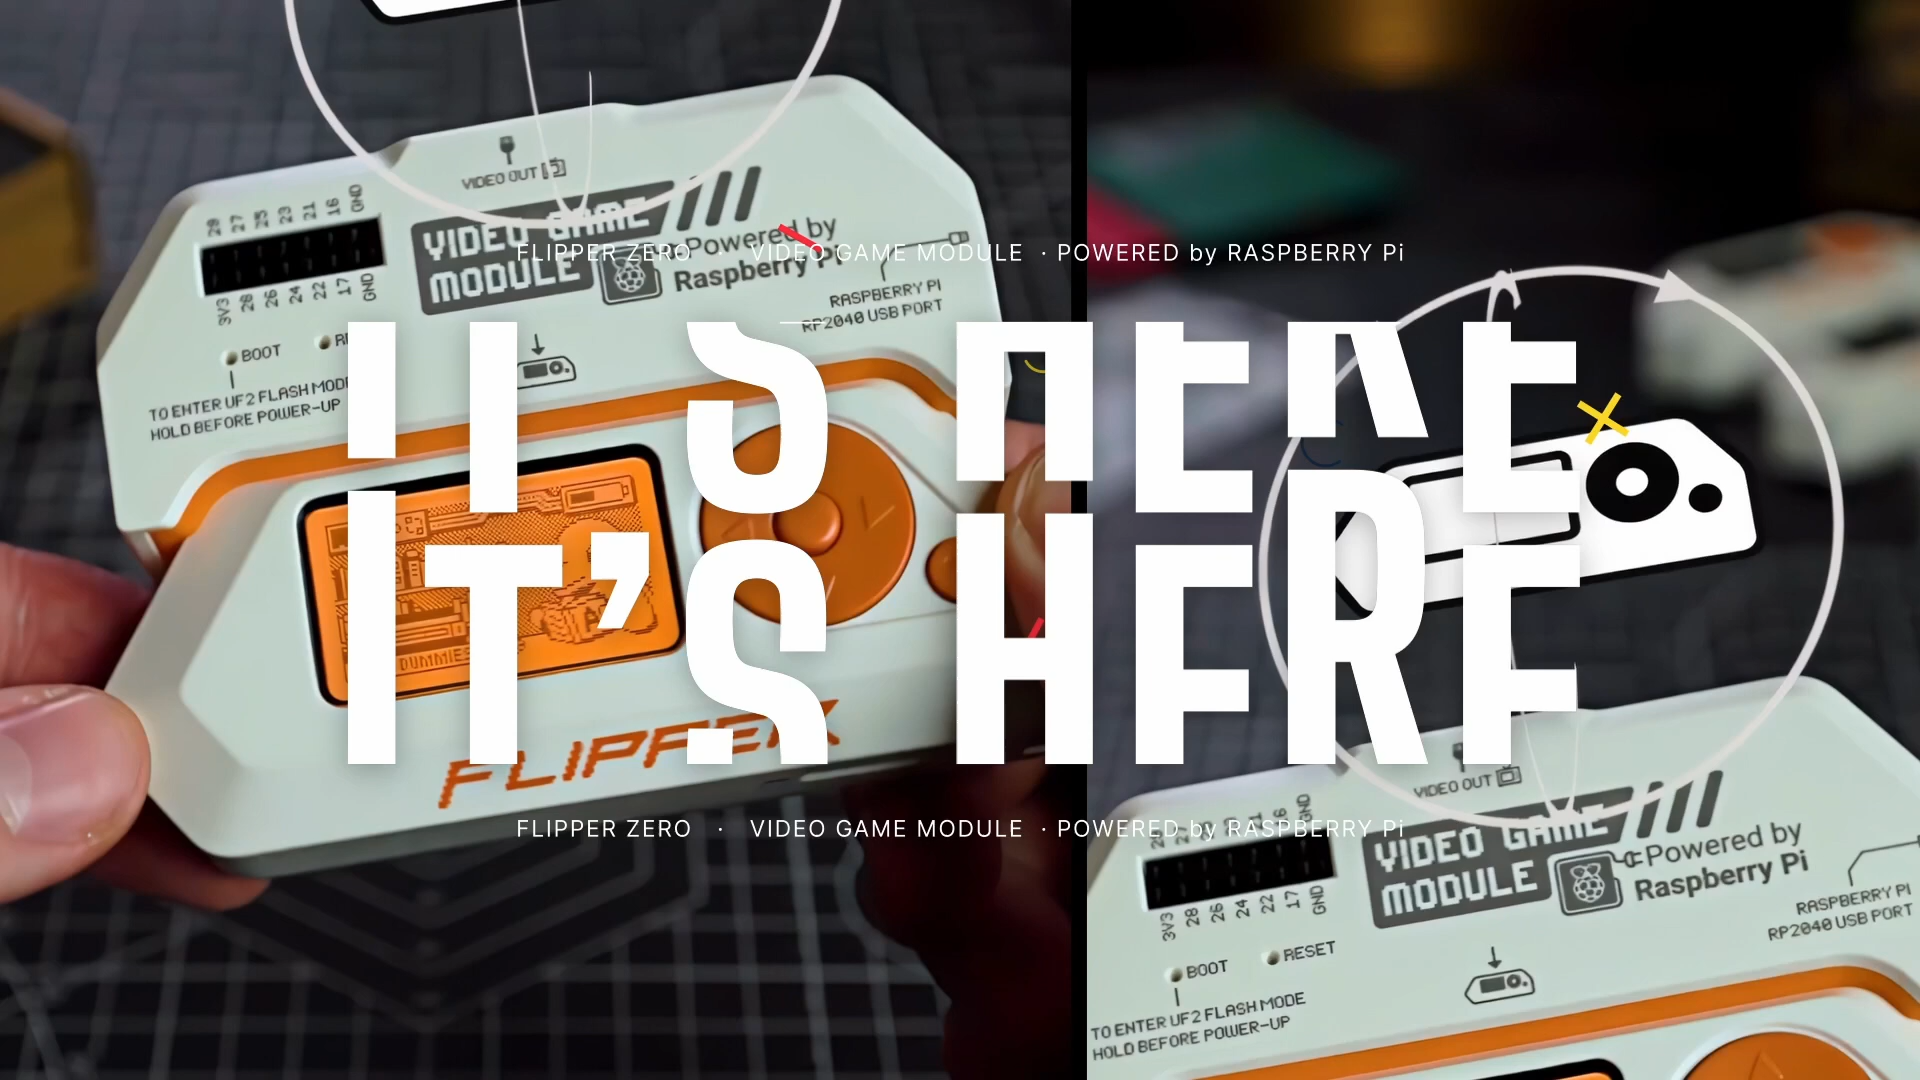 VIDEO OUT
29 27 25 23 21 16 GND
VIDEO GAME
MODULE
Powered by
Raspberry Pi
3V3 28 26 24 22 17 GND
FLIPPER ZERO · VIDEO GAME MODULE · POWERED by RASPBERRY Pi
RASPBERRY PI
RP2040 USB PORT
BOOT
TO ENTER UF2 FLASH MODE
HOLD BEFORE POWER-UP
IT'S HERE
IT’S HERE
DUMMIES
FLIPPER
FLIPPER ZERO · VIDEO GAME MODULE · POWERED by RASPBERRY Pi
VIDEO OUT
GND
VIDEO GAME
MODULE
Powered by
Raspberry Pi
3V3 28 26 24 22 17 GND
RASPBERRY PI
RP2040 USB PORT
BOOT
RESET
TO ENTER UF2 FLASH MODE
HOLD BEFORE POWER-UP